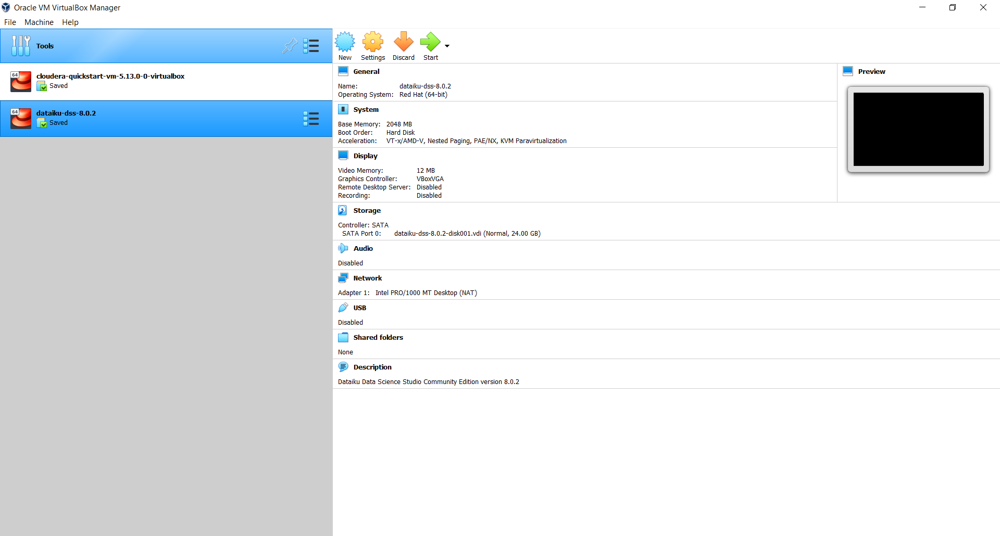 Oracle VM VirtualBox Manager
File Machine Help
Tools
64
cloudera-quickstart-vm-5.13.0-0-virtualbox
Saved
64
dataiku-dss-8.0.2
Saved
New Settings Discard Start
General
Name: dataiku-dss-8.0.2
Operating System: Red Hat (64-bit)
System
Base Memory: 2048 MB
Boot Order: Hard Disk
Acceleration: VT-x/AMD-V, Nested Paging, PAE/NX, KVM Paravirtualization
Display
Video Memory: 12 MB
Graphics Controller: VBoxVGA
Remote Desktop Server: Disabled
Recording: Disabled
Preview
Storage
Controller: SATA
SATA Port 0: dataiku-dss-8.0.2-disk001.vdi (Normal, 24.00 GB)
Audio
Disabled
Network
Adapter 1: Intel PRO/1000 MT Desktop (NAT)
USB
Disabled
Shared folders
None
Description
Dataiku Data Science Studio Community Edition version 8.0.2